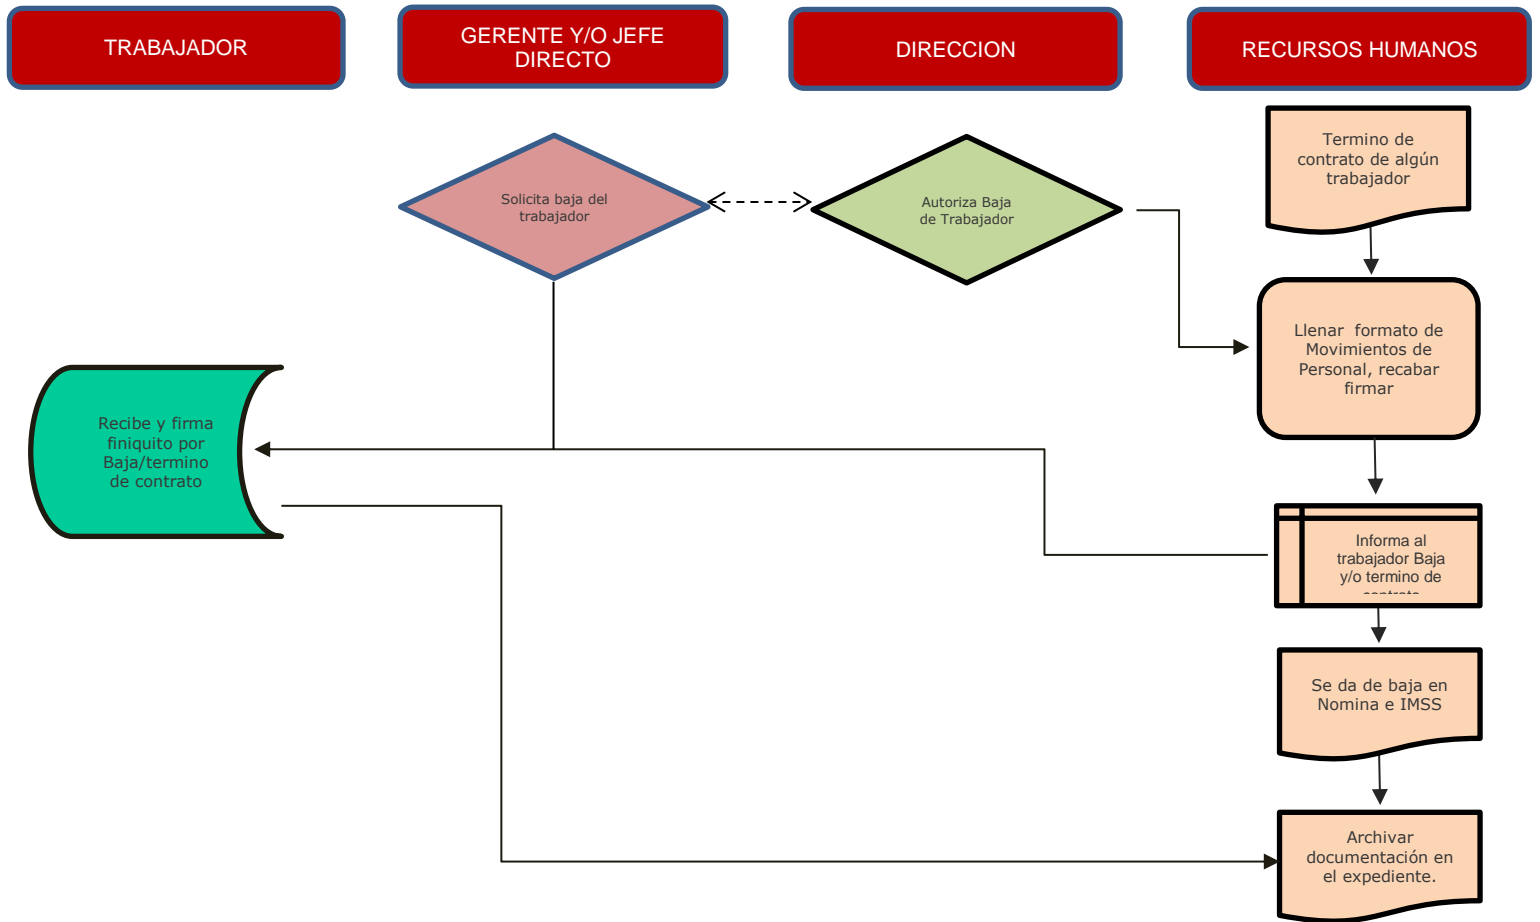 TRABAJADOR
GERENTE Y/O JEFE
DIRECTO
DIRECCION
RECURSOS HUMANOS
Solicita baja del
trabajador
Autoriza Baja
de Trabajador
Termino de
contrato de algún
trabajador
Llenar formato de
Movimientos de
Personal, recabar
firmar
Recibe y firma
finiquito por
Baja/termino
de contrato
Informa al
trabajador Baja
y/o termino de
contrato
Se da de baja en
Nomina e IMSS
Archivar
documentación en
el expediente.